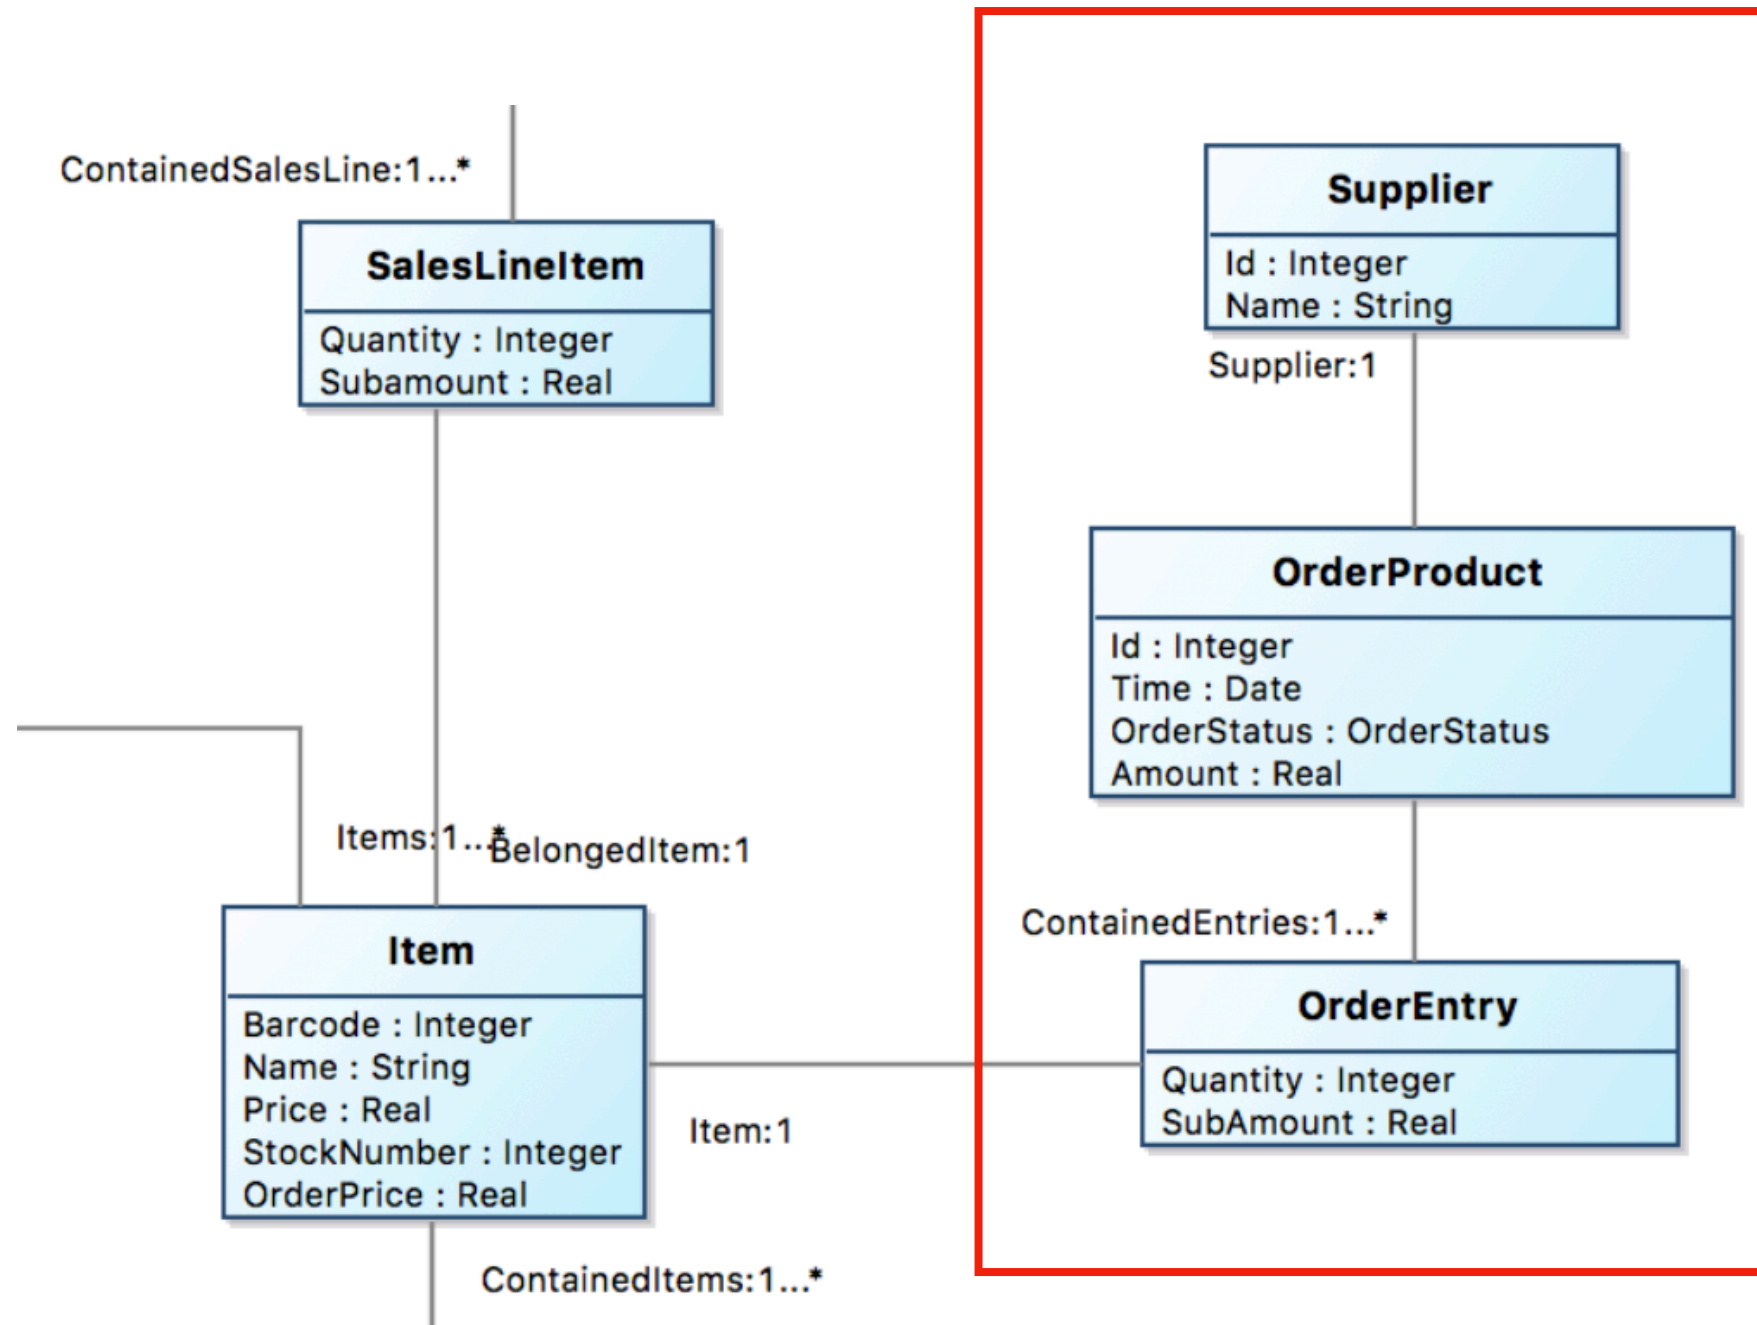 ContainedSalesLine:1...*
SalesLineItem
Quantity : Integer
Subamount : Real
Items:1...*
BelongedItem:1
Item
Barcode : Integer
Name : String
Price : Real
StockNumber : Integer
OrderPrice : Real
Item:1
ContainedItems:1...*
Supplier
Id : Integer
Name : String
Supplier:1
OrderProduct
Id : Integer
Time : Date
OrderStatus : OrderStatus
Amount : Real
ContainedEntries:1...*
OrderEntry
Quantity : Integer
SubAmount : Real